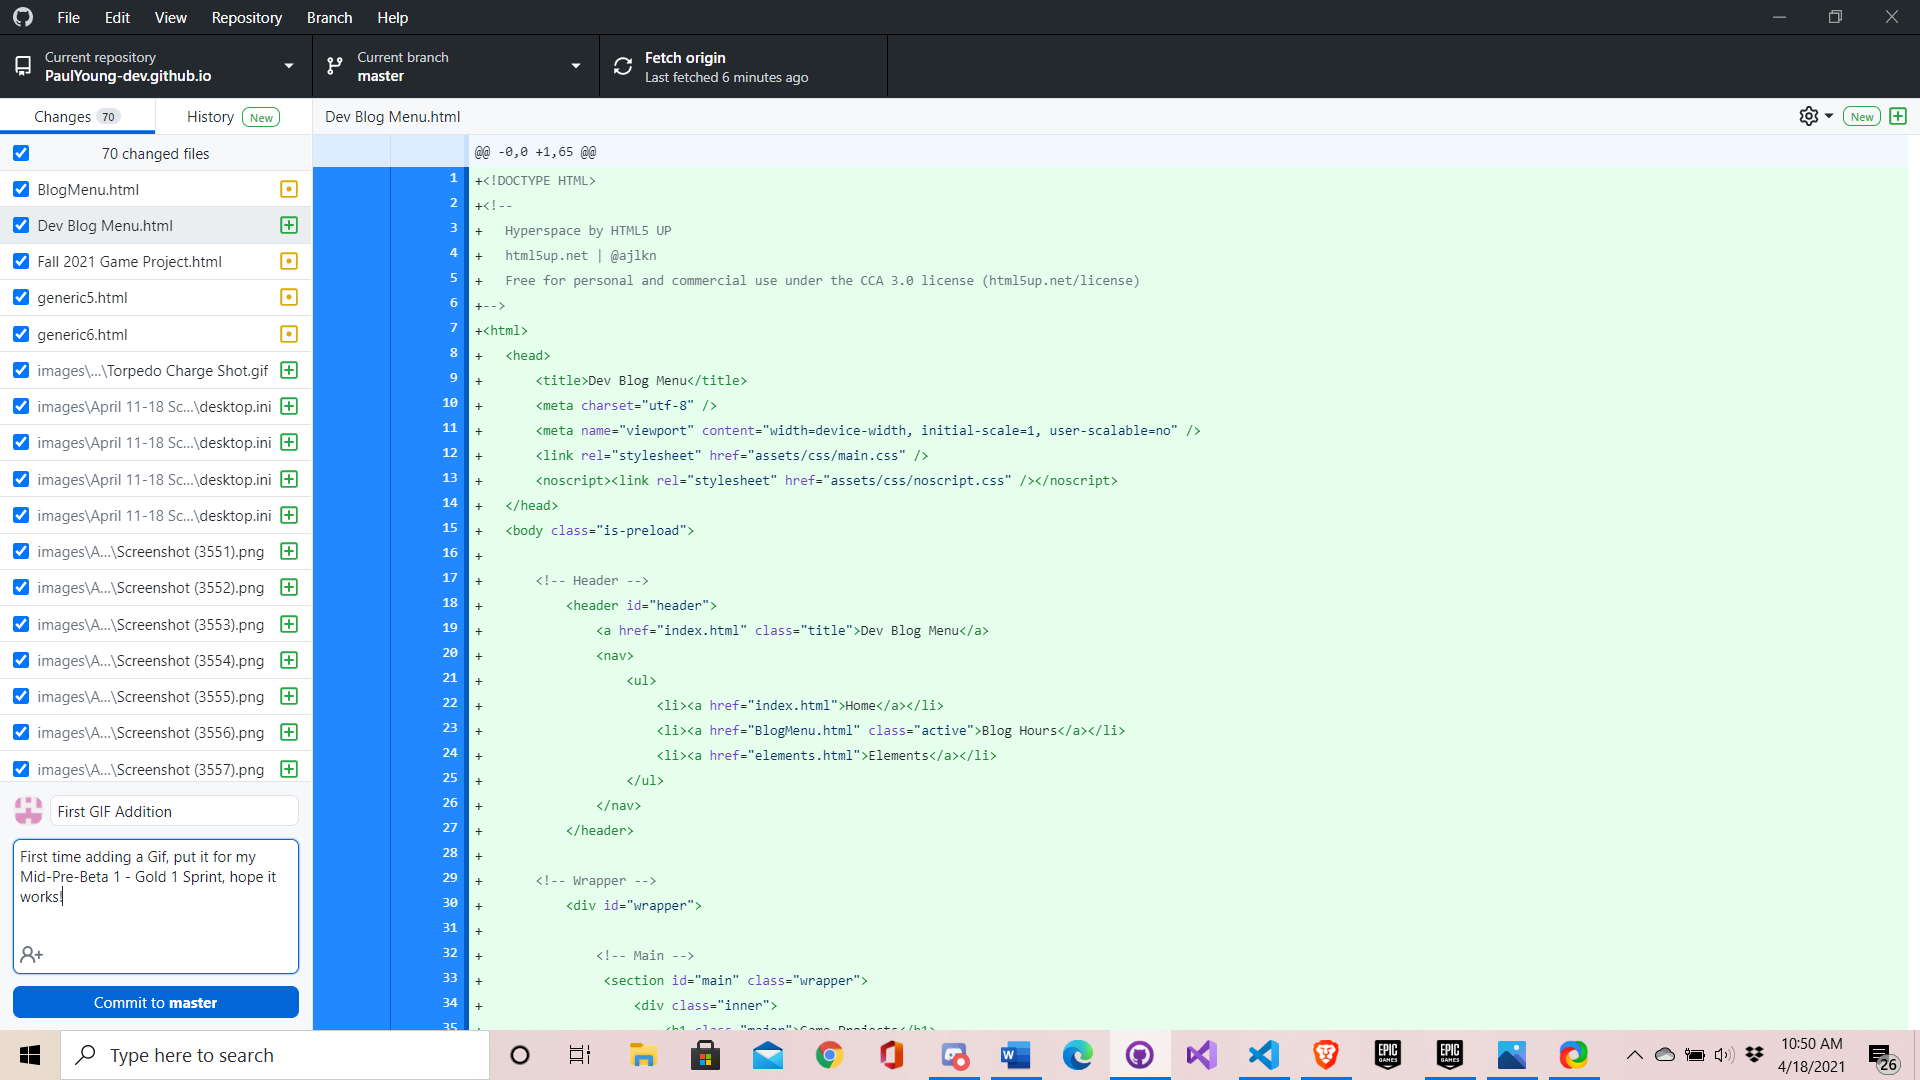 File Edit View Repository Branch Help
Current repository
PaulYoung-dev.github.io
Current branch
master
Fetch origin
Last fetched 6 minutes ago
Changes 70
History New
Dev Blog Menu.html
New
70 changed files
BlogMenu.html
Dev Blog Menu.html
Fall 2021 Game Project.html
generic5.html
generic6.html
images\...\Torpedo Charge Shot.gif
images\April 11-18 Sc...\desktop.ini
images\April 11-18 Sc...\desktop.ini
images\April 11-18 Sc...\desktop.ini
images\April 11-18 Sc...\desktop.ini
images\A...\Screenshot (3551).png
images\A...\Screenshot (3552).png
images\A...\Screenshot (3553).png
images\A...\Screenshot (3554).png
images\A...\Screenshot (3555).png
images\A...\Screenshot (3556).png
images\A...\Screenshot (3557).png
First GIF Addition
First time adding a Gif, put it for my
Mid-Pre-Beta 1 - Gold 1 Sprint, hope it
works!
Commit to master
@@ -0,0 +1,65 @@
1 +<!DOCTYPE HTML>
2 +<!--
3 + Hyperspace by HTML5 UP
4 + html5up.net | @ajlkn
5 + Free for personal and commercial use under the CCA 3.0 license (html5up.net/license)
6 +-->
7 +<html>
8 + <head>
9 + <title>Dev Blog Menu</title>
10 + <meta charset="utf-8" />
11 + <meta name="viewport" content="width=device-width, initial-scale=1, user-scalable=no" />
12 + <link rel="stylesheet" href="assets/css/main.css" />
13 + <noscript><link rel="stylesheet" href="assets/css/noscript.css" /></noscript>
14 + </head>
15 + <body class="is-preload">
16 +
17 + <!-- Header -->
18 + <header id="header">
19 + <a href="index.html" class="title">Dev Blog Menu</a>
20 + <nav>
21 + <ul>
22 + <li><a href="index.html">Home</a></li>
23 + <li><a href="BlogMenu.html" class="active">Blog Hours</a></li>
24 + <li><a href="elements.html">Elements</a></li>
25 + </ul>
26 + </nav>
27 + </header>
28 +
29 + <!-- Wrapper -->
30 + <div id="wrapper">
31 +
32 + <!-- Main -->
33 + <section id="main" class="wrapper">
34 + <div class="inner">
35 + <h1 class="major">Game Projects</h1>
Type here to search
W
EPIC
GAMES
EPIC
GAMES
10:50 AM
4/18/2021
26